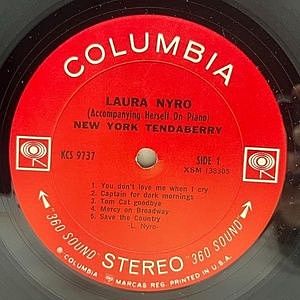 COLUMBIA
LAURA NYRO
(Accompanying Herself On Piano)
NEW YORK TENDABERRY
KCS 9737
SIDE 1
XSM 138305
1. You don't love me when I cry
2. Captain for dark mornings
3. Tom Cat goodbye
4. Mercy on Broadway
5. Save the Country
L. Nyro-
"360 SOUND" STEREO "360 SOUND"
© COLUMBIA MARCAS REG. PRINTED IN U.S.A.